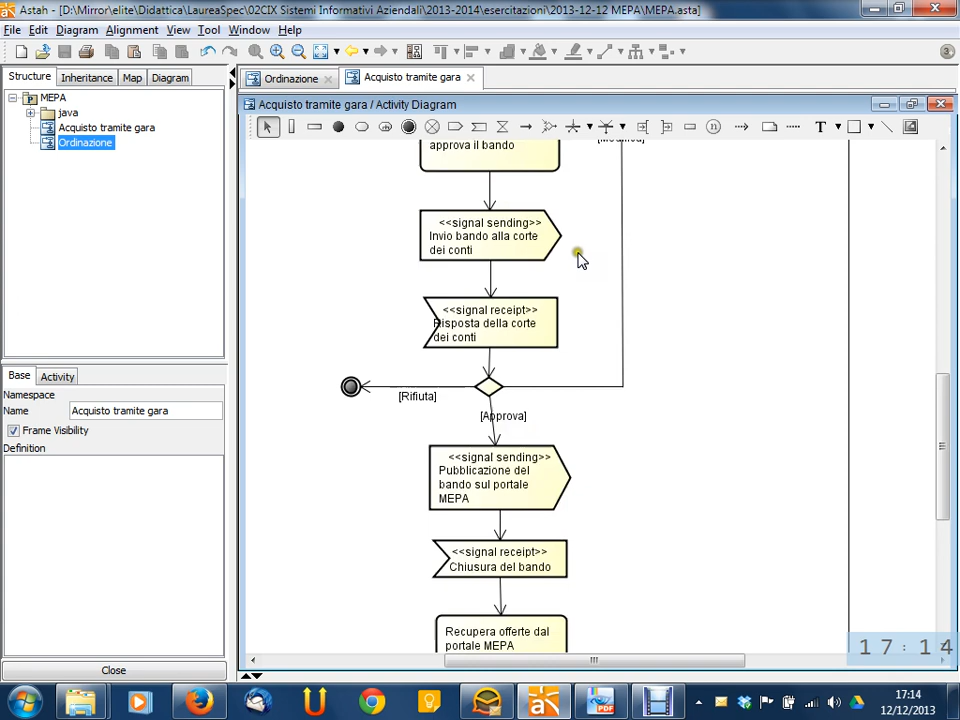 Astah - [D:\Mirror\elite\Didattica\LaureaSpec\02CIX Sistemi Informativi Aziendali\2013-2014\esercitazioni\2013-12-12 MEPA\MEPA.asta]
File Edit Diagram Alignment View Tool Window Help
3
Structure Inheritance Map Diagram
Ordinazione
Acquisto tramite gara
MEPA
java
Acquisto tramite gara
Ordinazione
Acquisto tramite gara / Activity Diagram
T
approva il bando
<<signal sending>>
Invio bando alla corte
dei conti
<<signal receipt>>
Risposta della corte
dei conti
[Rifiuta]
[Approva]
<<signal sending>>
Pubblicazione del
bando sul portale
MEPA
<<signal receipt>>
Chiusura del bando
Recupera offerte dal
portale MEPA
Base Activity
Namespace
Name Acquisto tramite gara
Frame Visibility
Definition
Close
17:14
17:14
12/12/2013